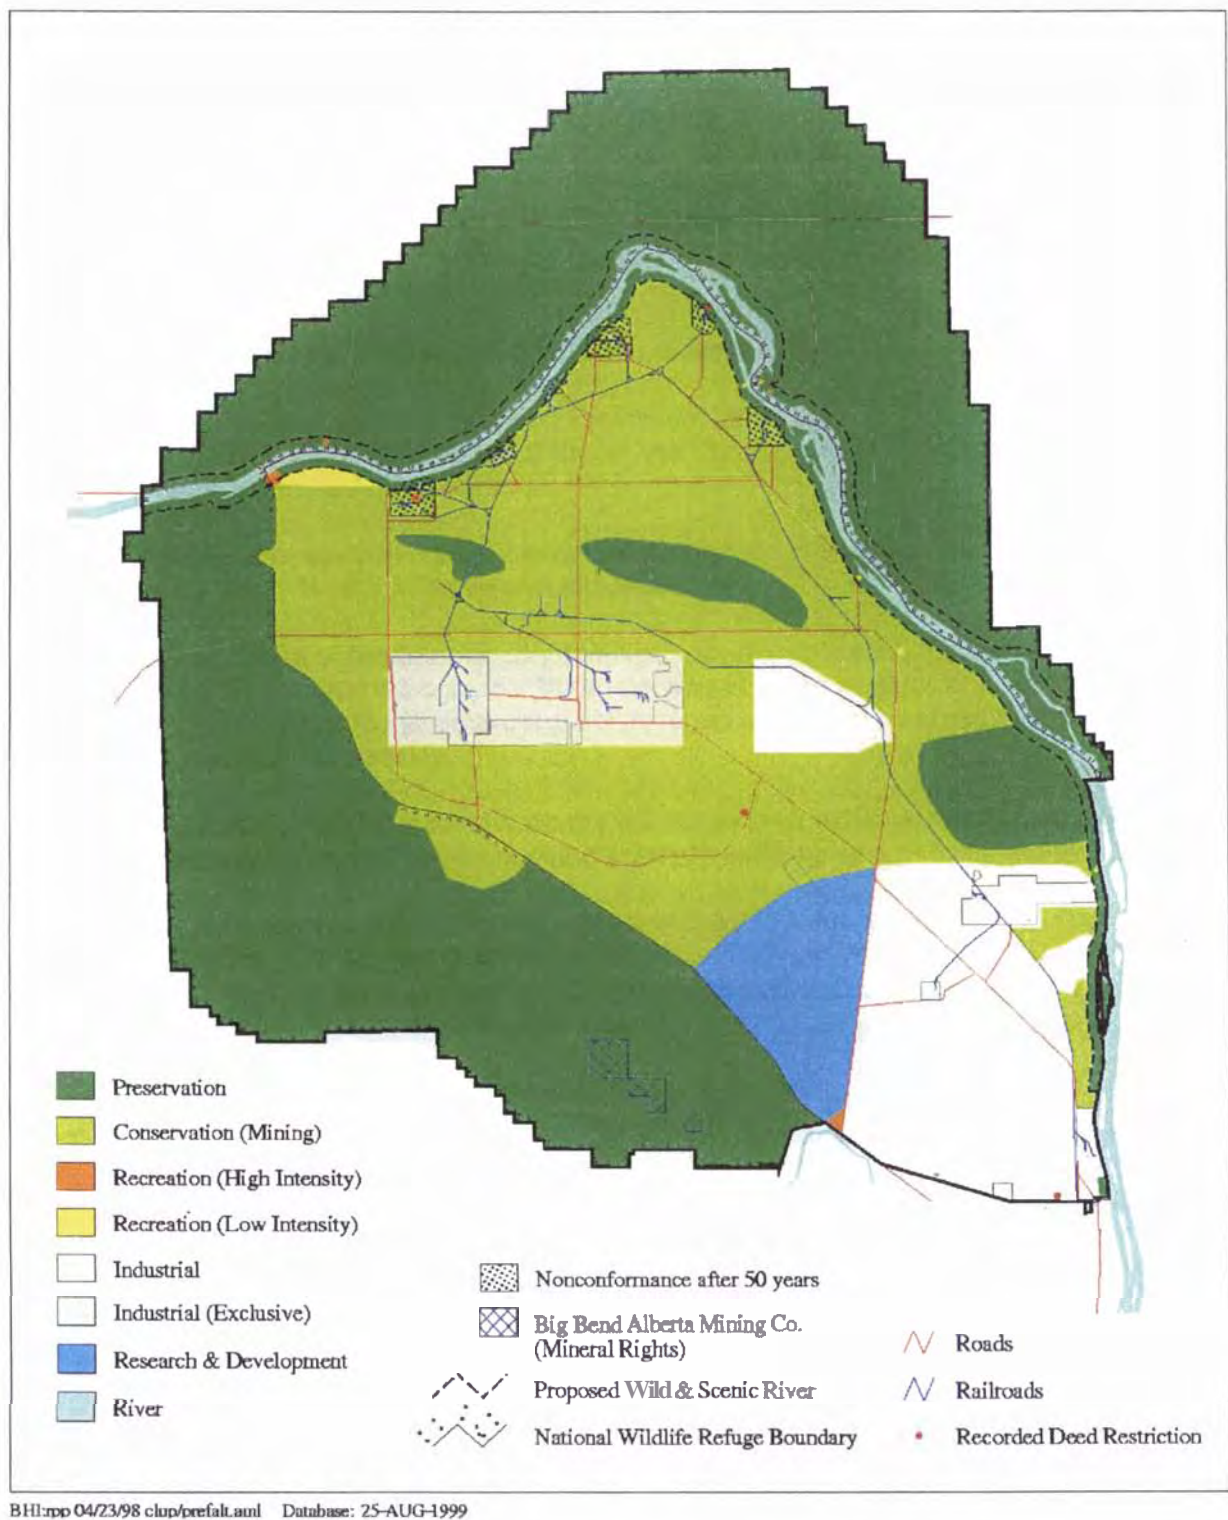 Preservation
Conservation (Mining)
Recreation (High Intensity)
Recreation (Low Intensity)
Industrial
Industrial (Exclusive)
Research & Development
River
Nonconformance after 50 years
Big Bend Alberta Mining Co.
(Mineral Rights)
Proposed Wild & Scenic River
National Wildlife Refuge Boundary
Roads
Railroads
Recorded Deed Restriction
BHI:rpp 04/23/98 clup/prefalt.aml Database: 25-AUG-1999